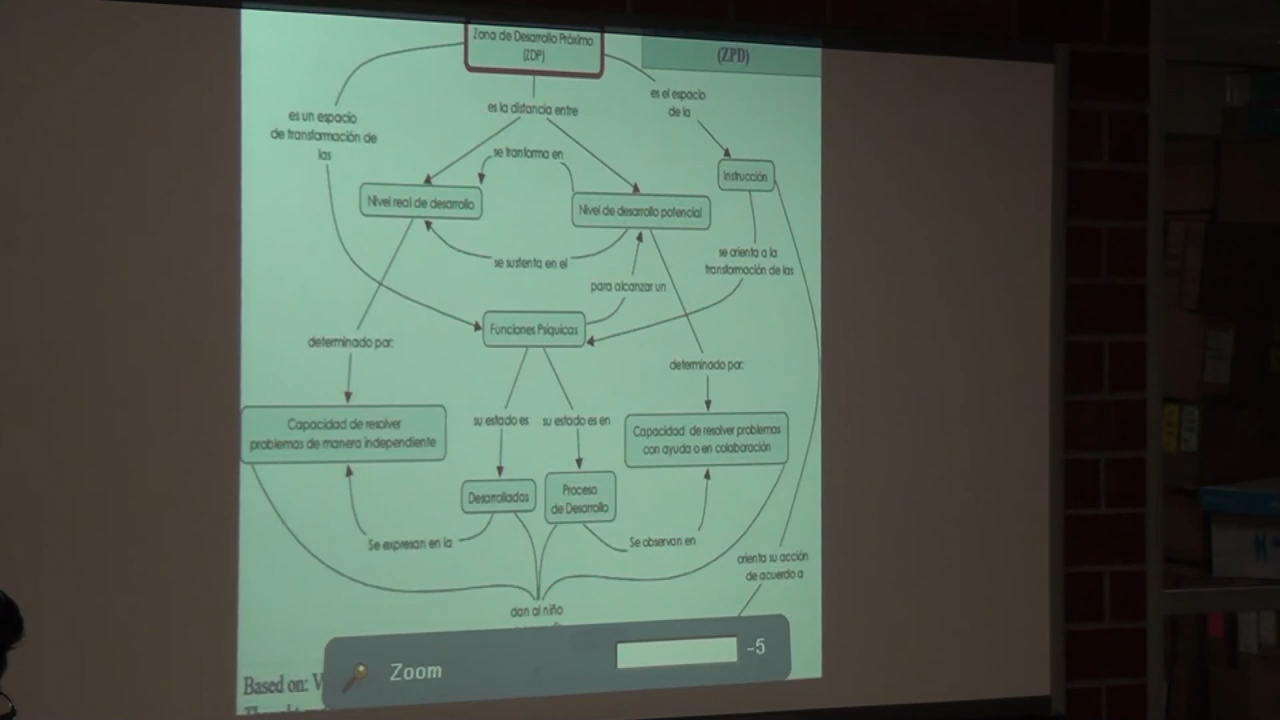 Zona de Desarrollo Próximo
(ZDP)
(ZPD)
es un espacio
de transformación de
las
es la distancia entre
es el espacio
de la
se tranforma en
Instrucción
Nivel real de desarrollo
Nivel de desarrollo potencial
se sustenta en el
se orienta a la
transformación de las
para alcanzar un
Funciones Psíquicas
determinado por:
determinado por:
su estado es
su estado es en
Capacidad de resolver
problemas de manera independiente
Capacidad de resolver problemas
con ayuda o en colaboración
Desarrolladas
Proceso
de Desarrollo
Se expresan en la
Se observan en
orienta su acción
de acuerdo a
dan al niño
Zoom
-5
Based on: V